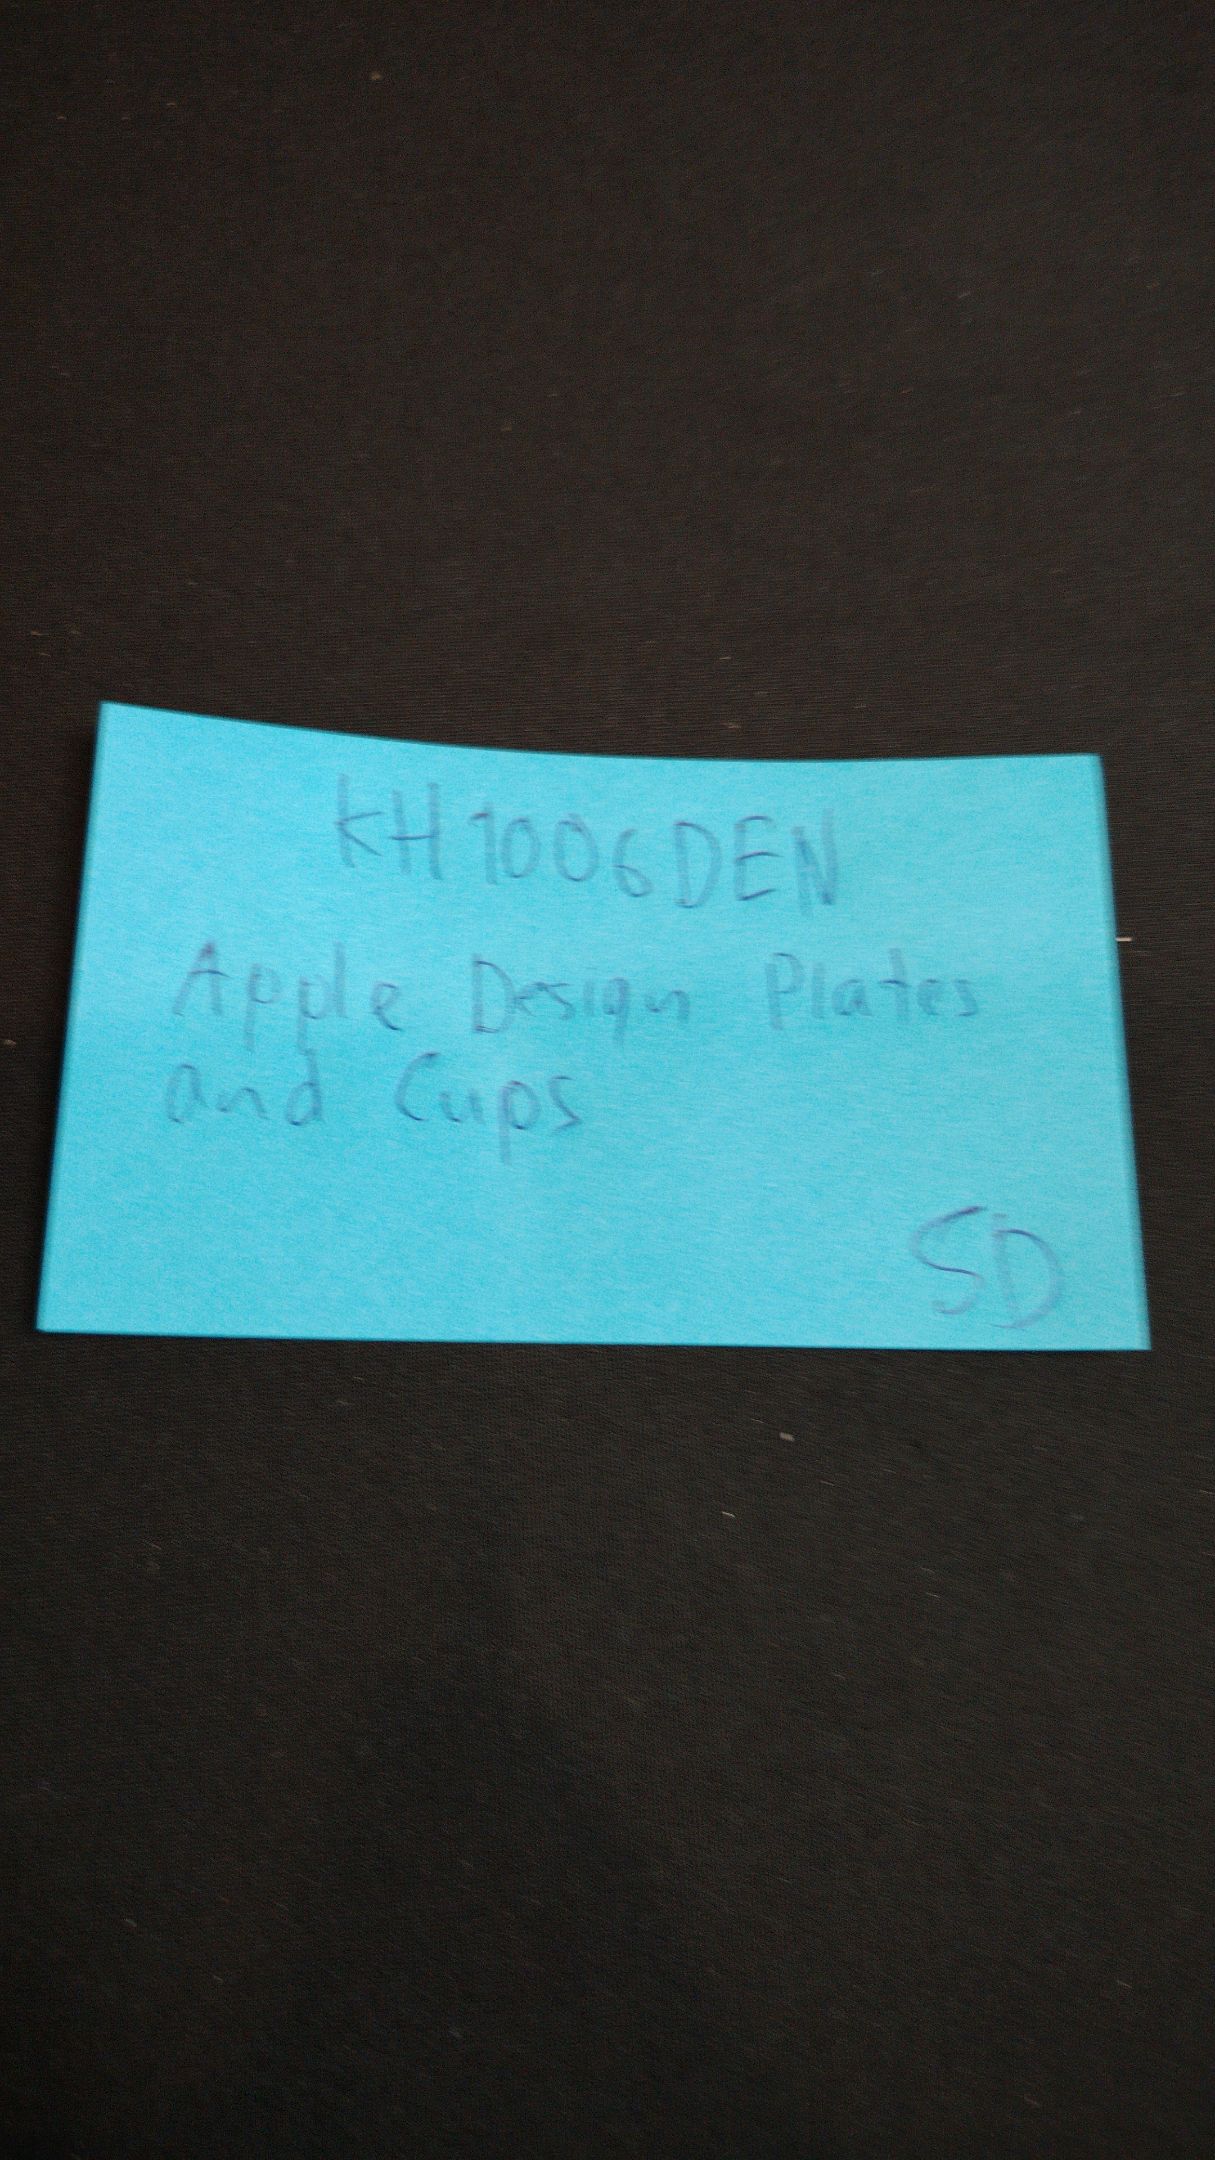 KH1006DEN
Apple Design Plates
and Cups
SD